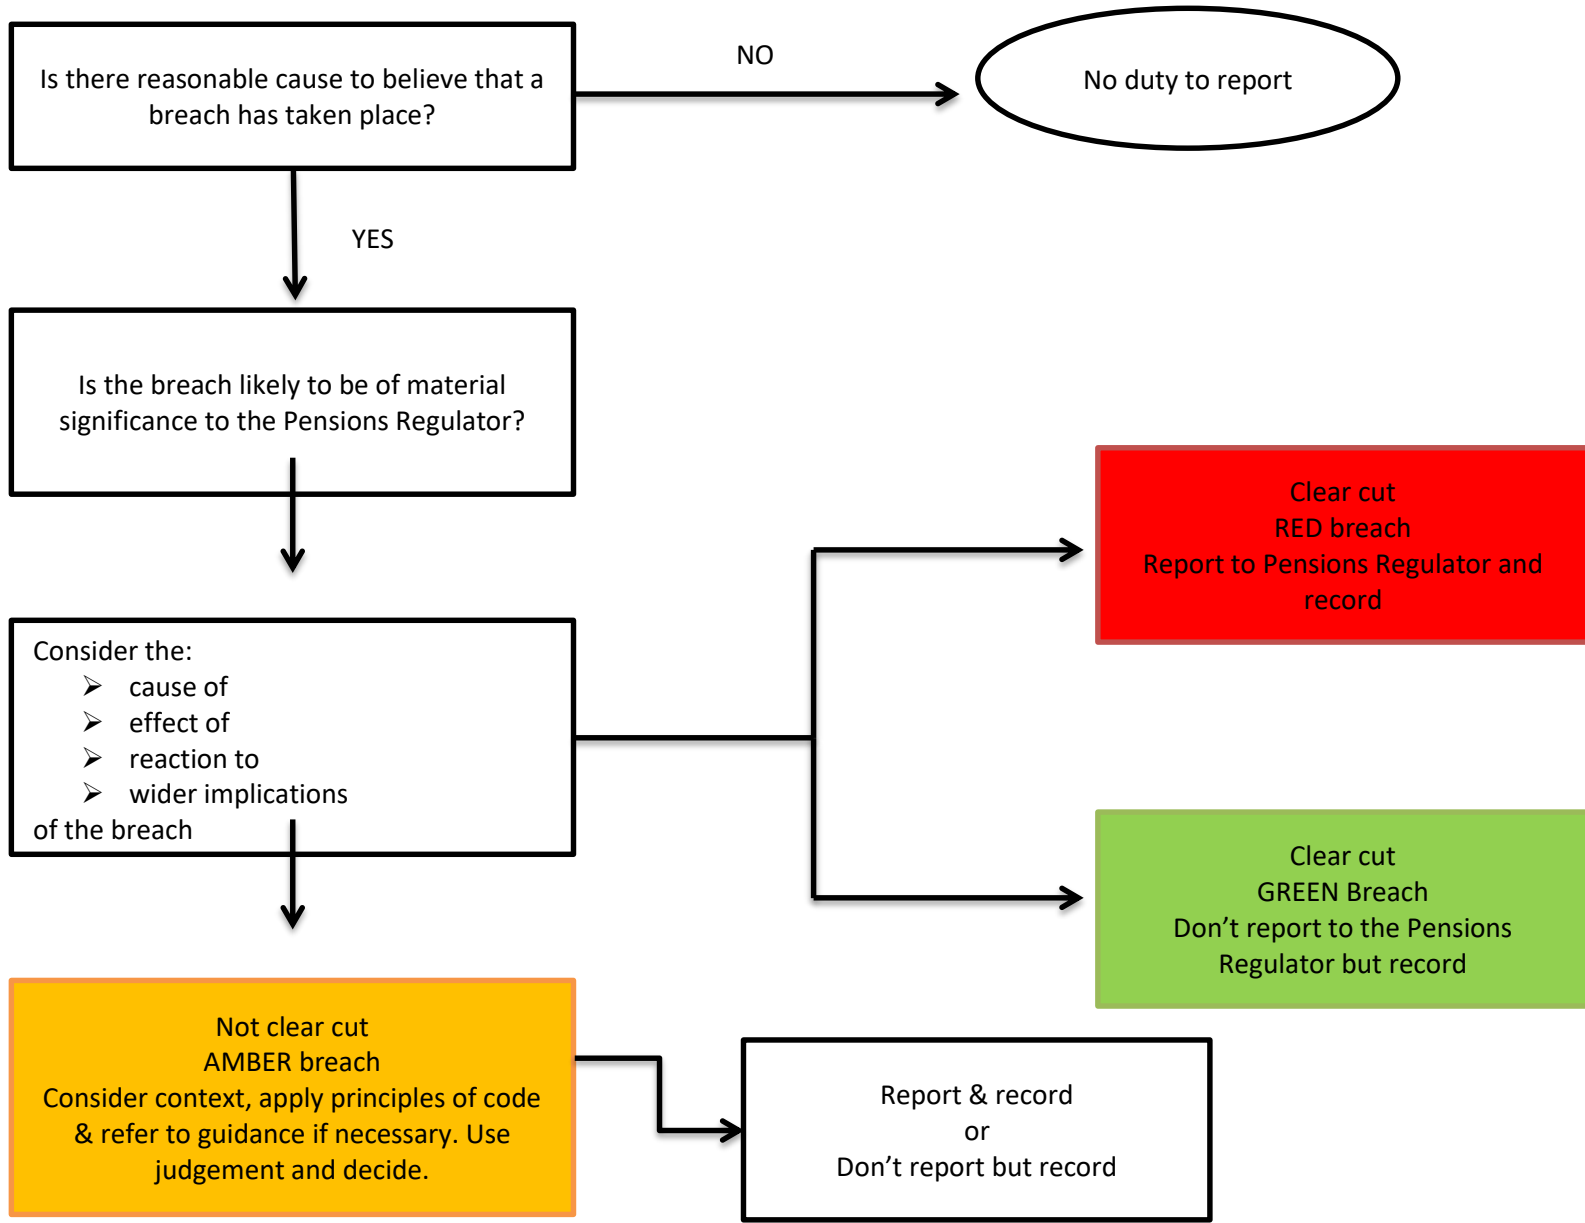 Is there reasonable cause to believe that a
breach has taken place?
NO
No duty to report
YES
Is the breach likely to be of material
significance to the Pensions Regulator?
Consider the:
➢ cause of
➢ effect of
➢ reaction to
➢ wider implications
of the breach
Clear cut
RED breach
Report to Pensions Regulator and
record
Clear cut
GREEN Breach
Don’t report to the Pensions
Regulator but record
Not clear cut
AMBER breach
Consider context, apply principles of code
& refer to guidance if necessary. Use
judgement and decide.
Report & record
or
Don’t report but record